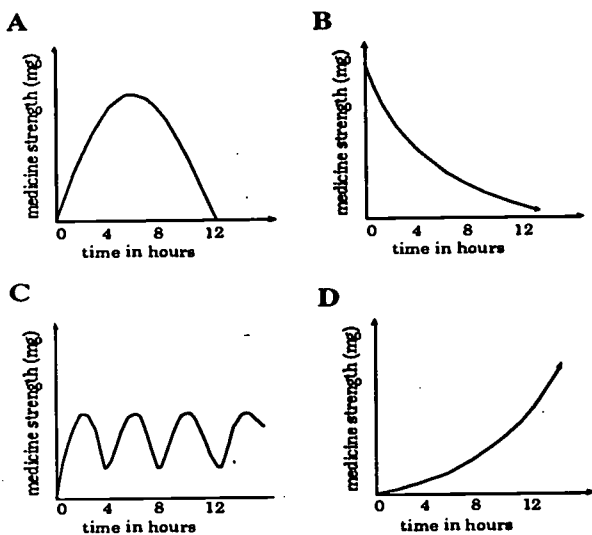 A
medicine strength (mg)
0 4 8 12
time in hours
B
medicine strength (mg)
0 4 8 12
time in hours
C
medicine strength (mg)
0 4 8 12
time in hours
D
medicine strength (mg)
0 4 8 12
time in hours